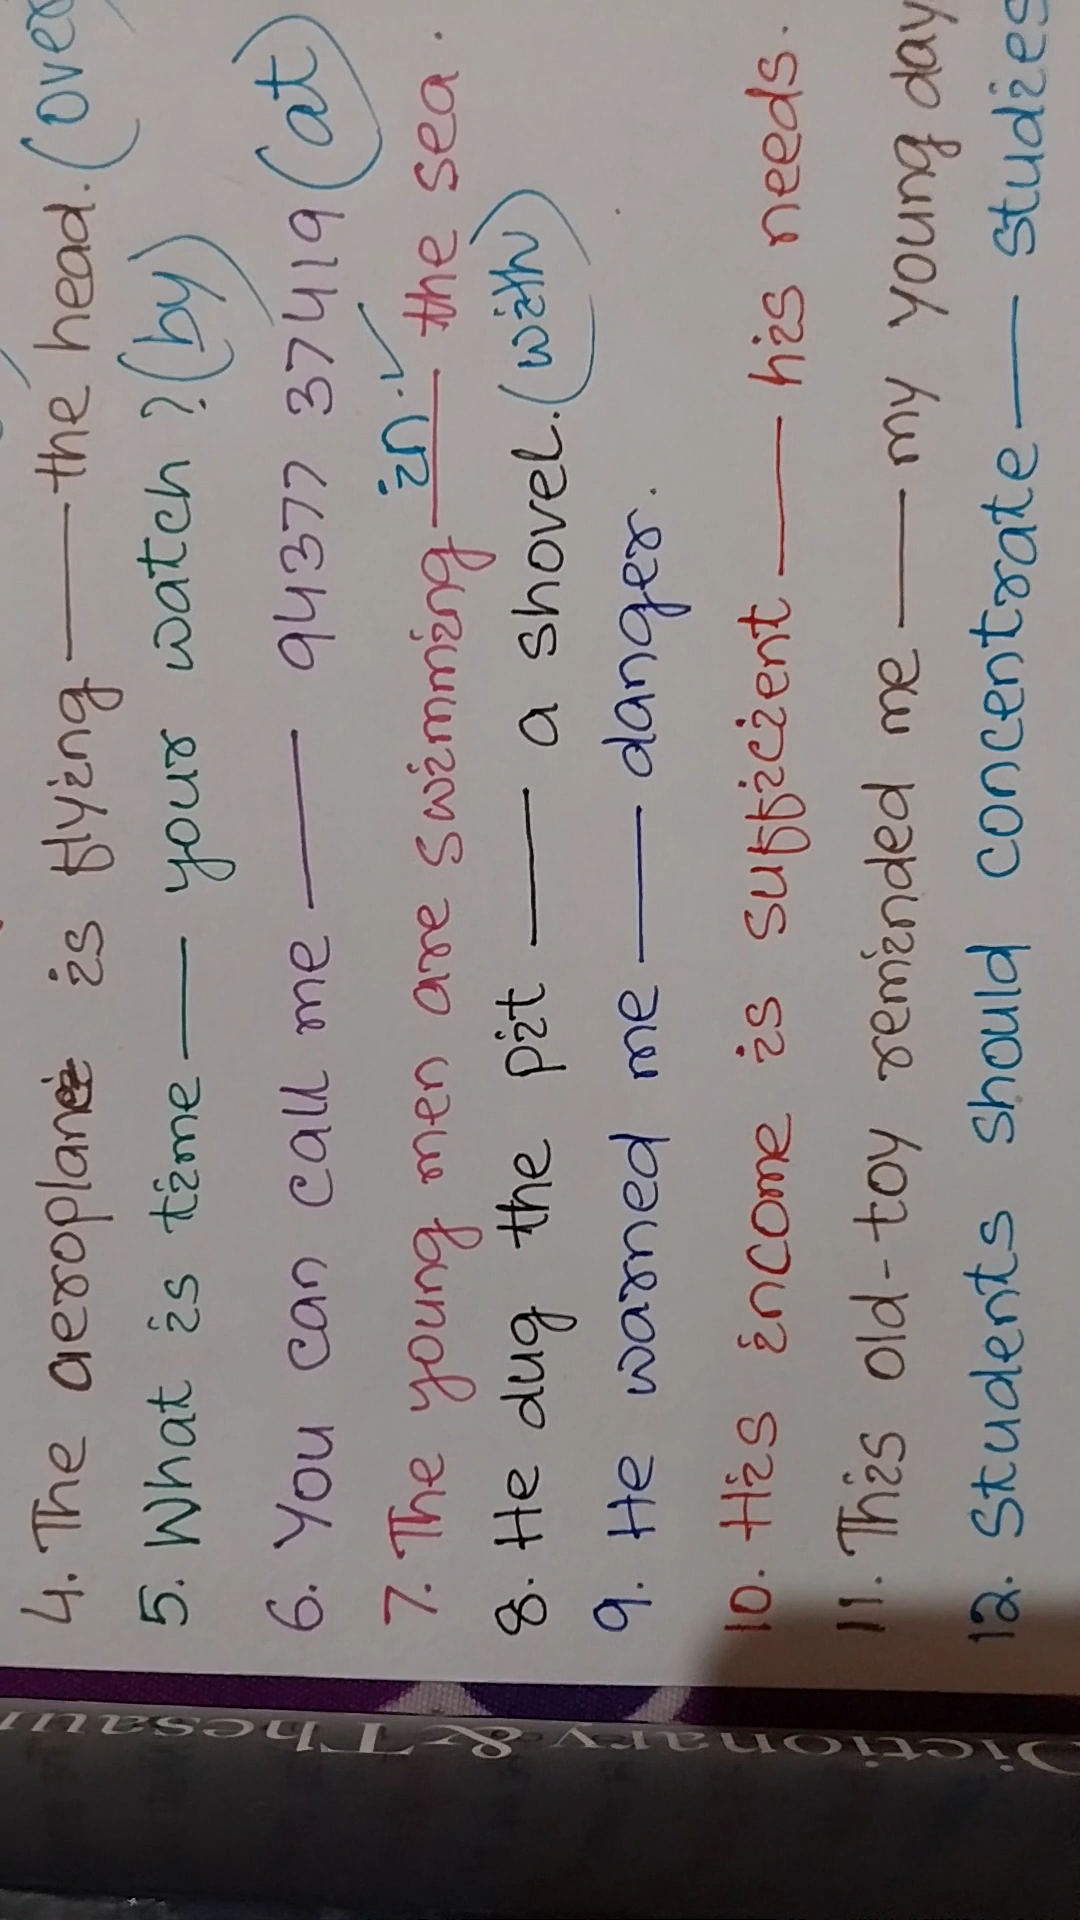 4. The aeroplane is flying — the head. (ove
5. What is time — your watch ? (by)
6. You can call me — 94377 37419 (at)
7. The young men are swimming in. ✓ the sea.
8. He dug the pit — a shovel. (with)
9. He warned me — danger.
10. His income is sufficient — his needs.
11. This old-toy reminded me — my young day
12. Students should concentrate — studies
Dictionary & Thesaur